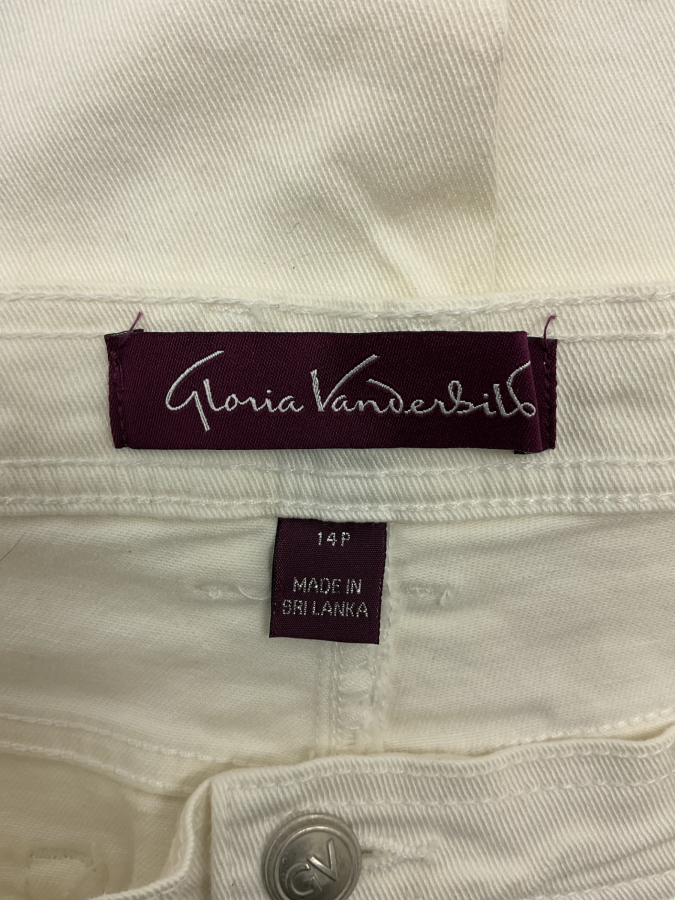 Gloria Vanderbilt
14P
MADE IN
SRI LANKA
GV